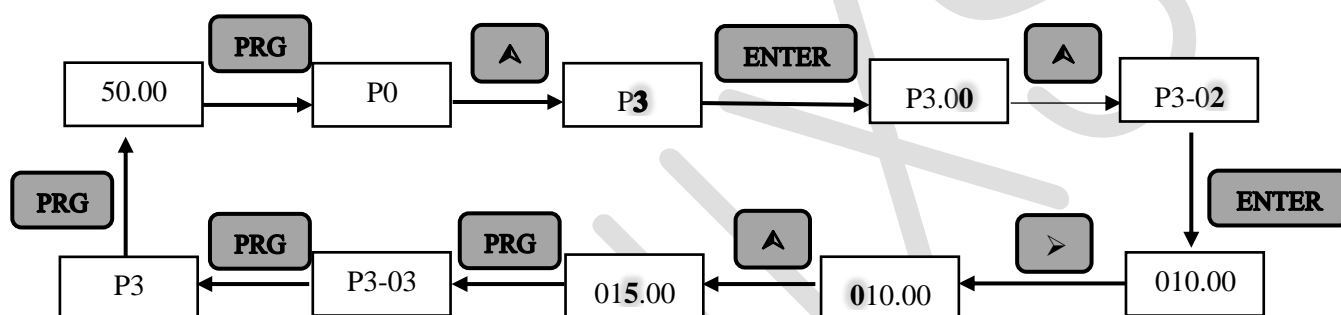 PRG
ENTER
50.00
P0
P3
P3.00
P3-02
PRG
ENTER
PRG
PRG
P3
P3-03
015.00
010.00
010.00